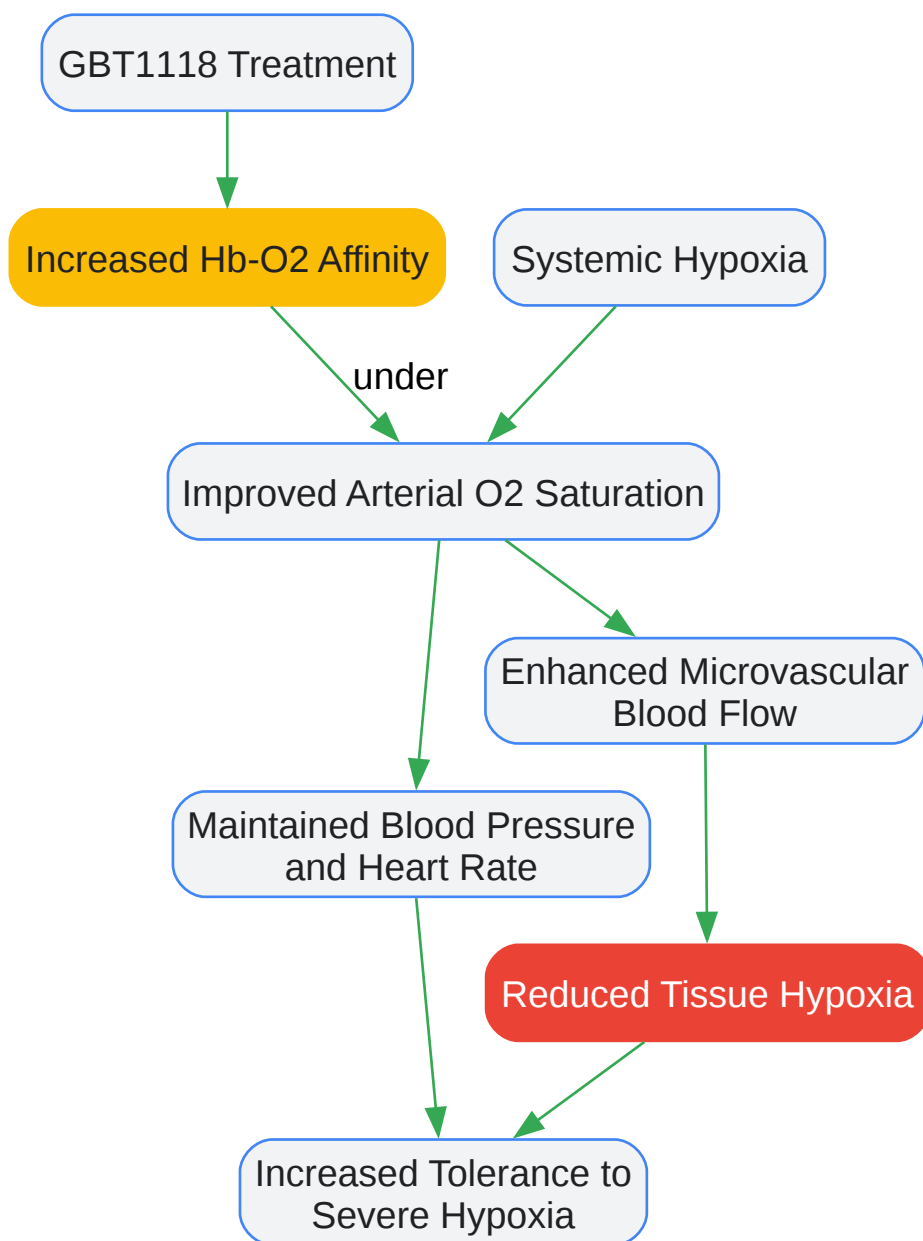 GBT1118 Treatment
Increased Hb-O2 Affinity
Systemic Hypoxia
under
Improved Arterial O2 Saturation
Enhanced Microvascular
Blood Flow
Maintained Blood Pressure
and Heart Rate
Reduced Tissue Hypoxia
Increased Tolerance to
Severe Hypoxia